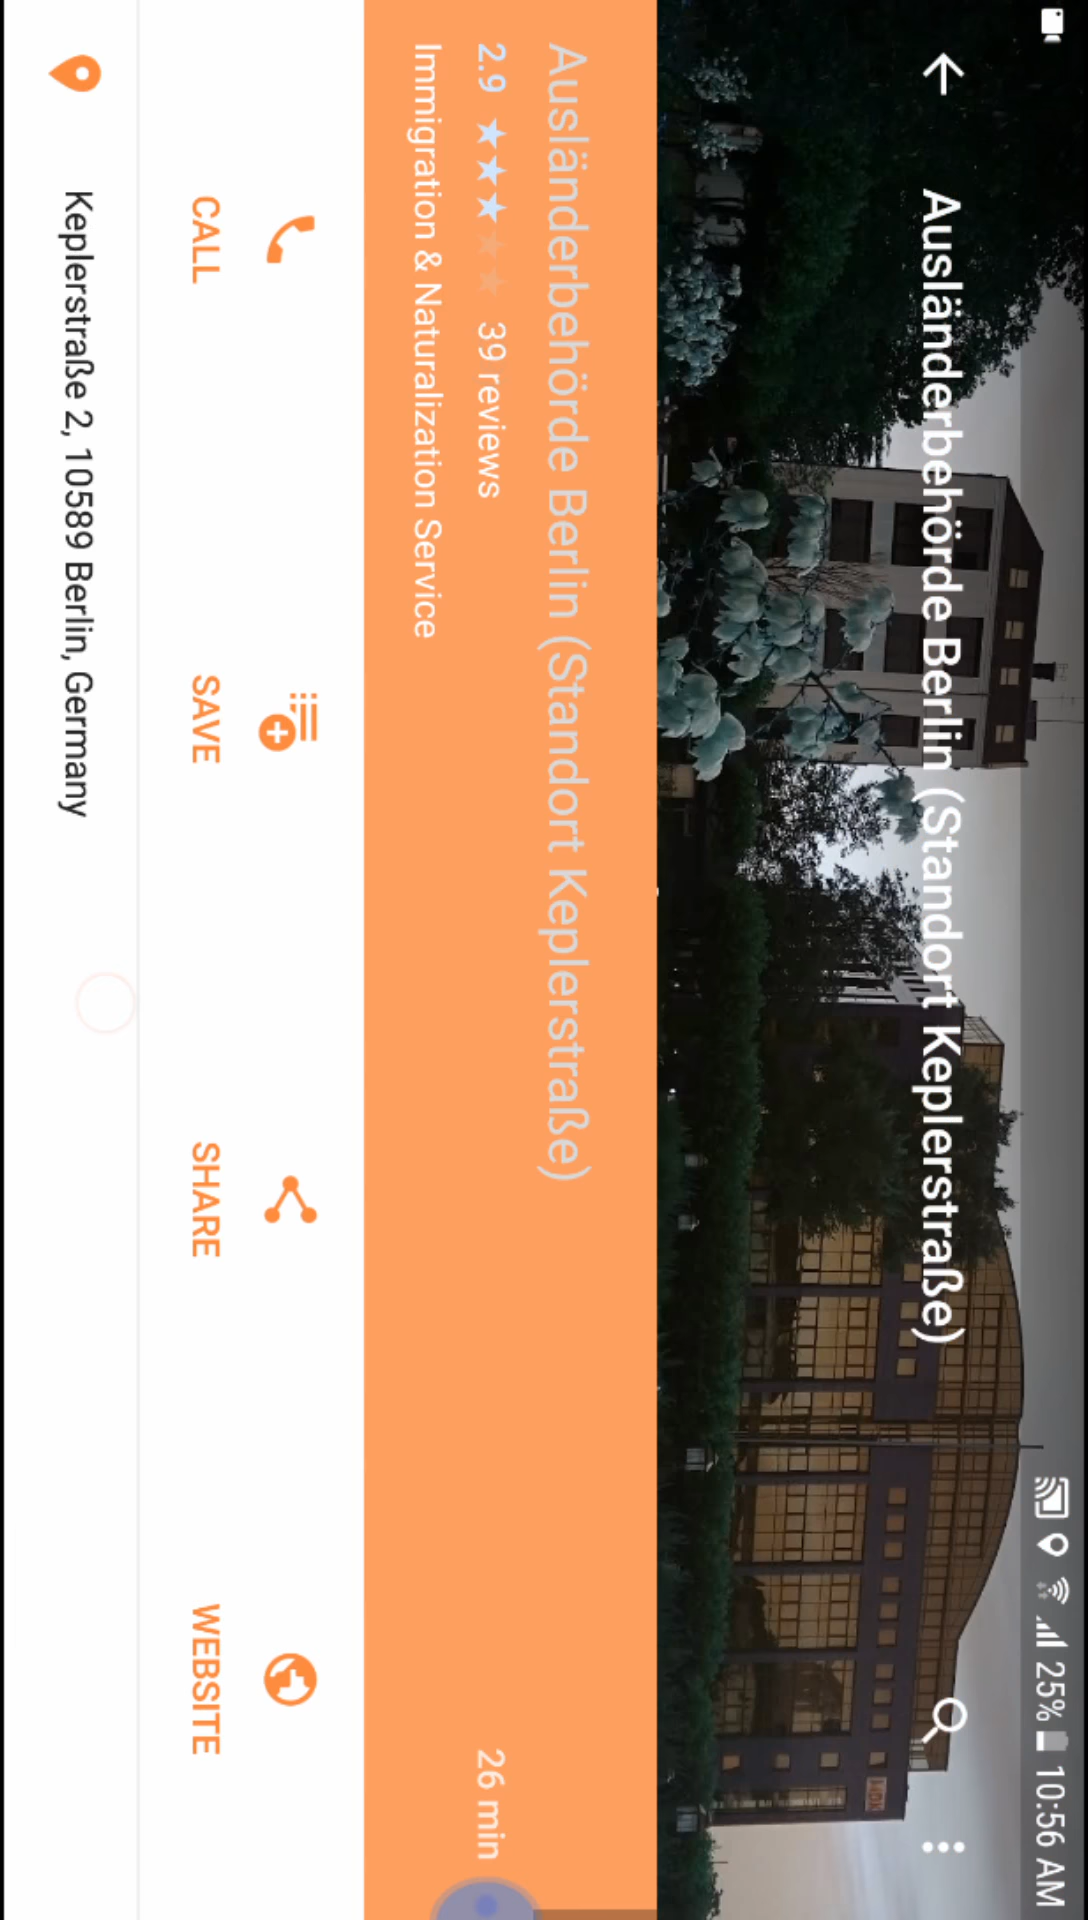 25% 10:56 AM
Ausländerbehörde Berlin (Standort Keplerstraße)
Ausländerbehörde Berlin (Standort Keplerstraße)
2.9 39 reviews 26 min
Immigration & Naturalization Service
CALL SAVE SHARE WEBSITE
Keplerstraße 2, 10589 Berlin, Germany